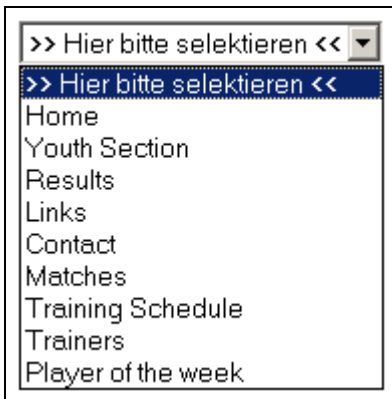 >> Hier bitte selektieren <<
>> Hier bitte selektieren <<
Home
Youth Section
Results
Links
Contact
Matches
Training Schedule
Trainers
Player of the week